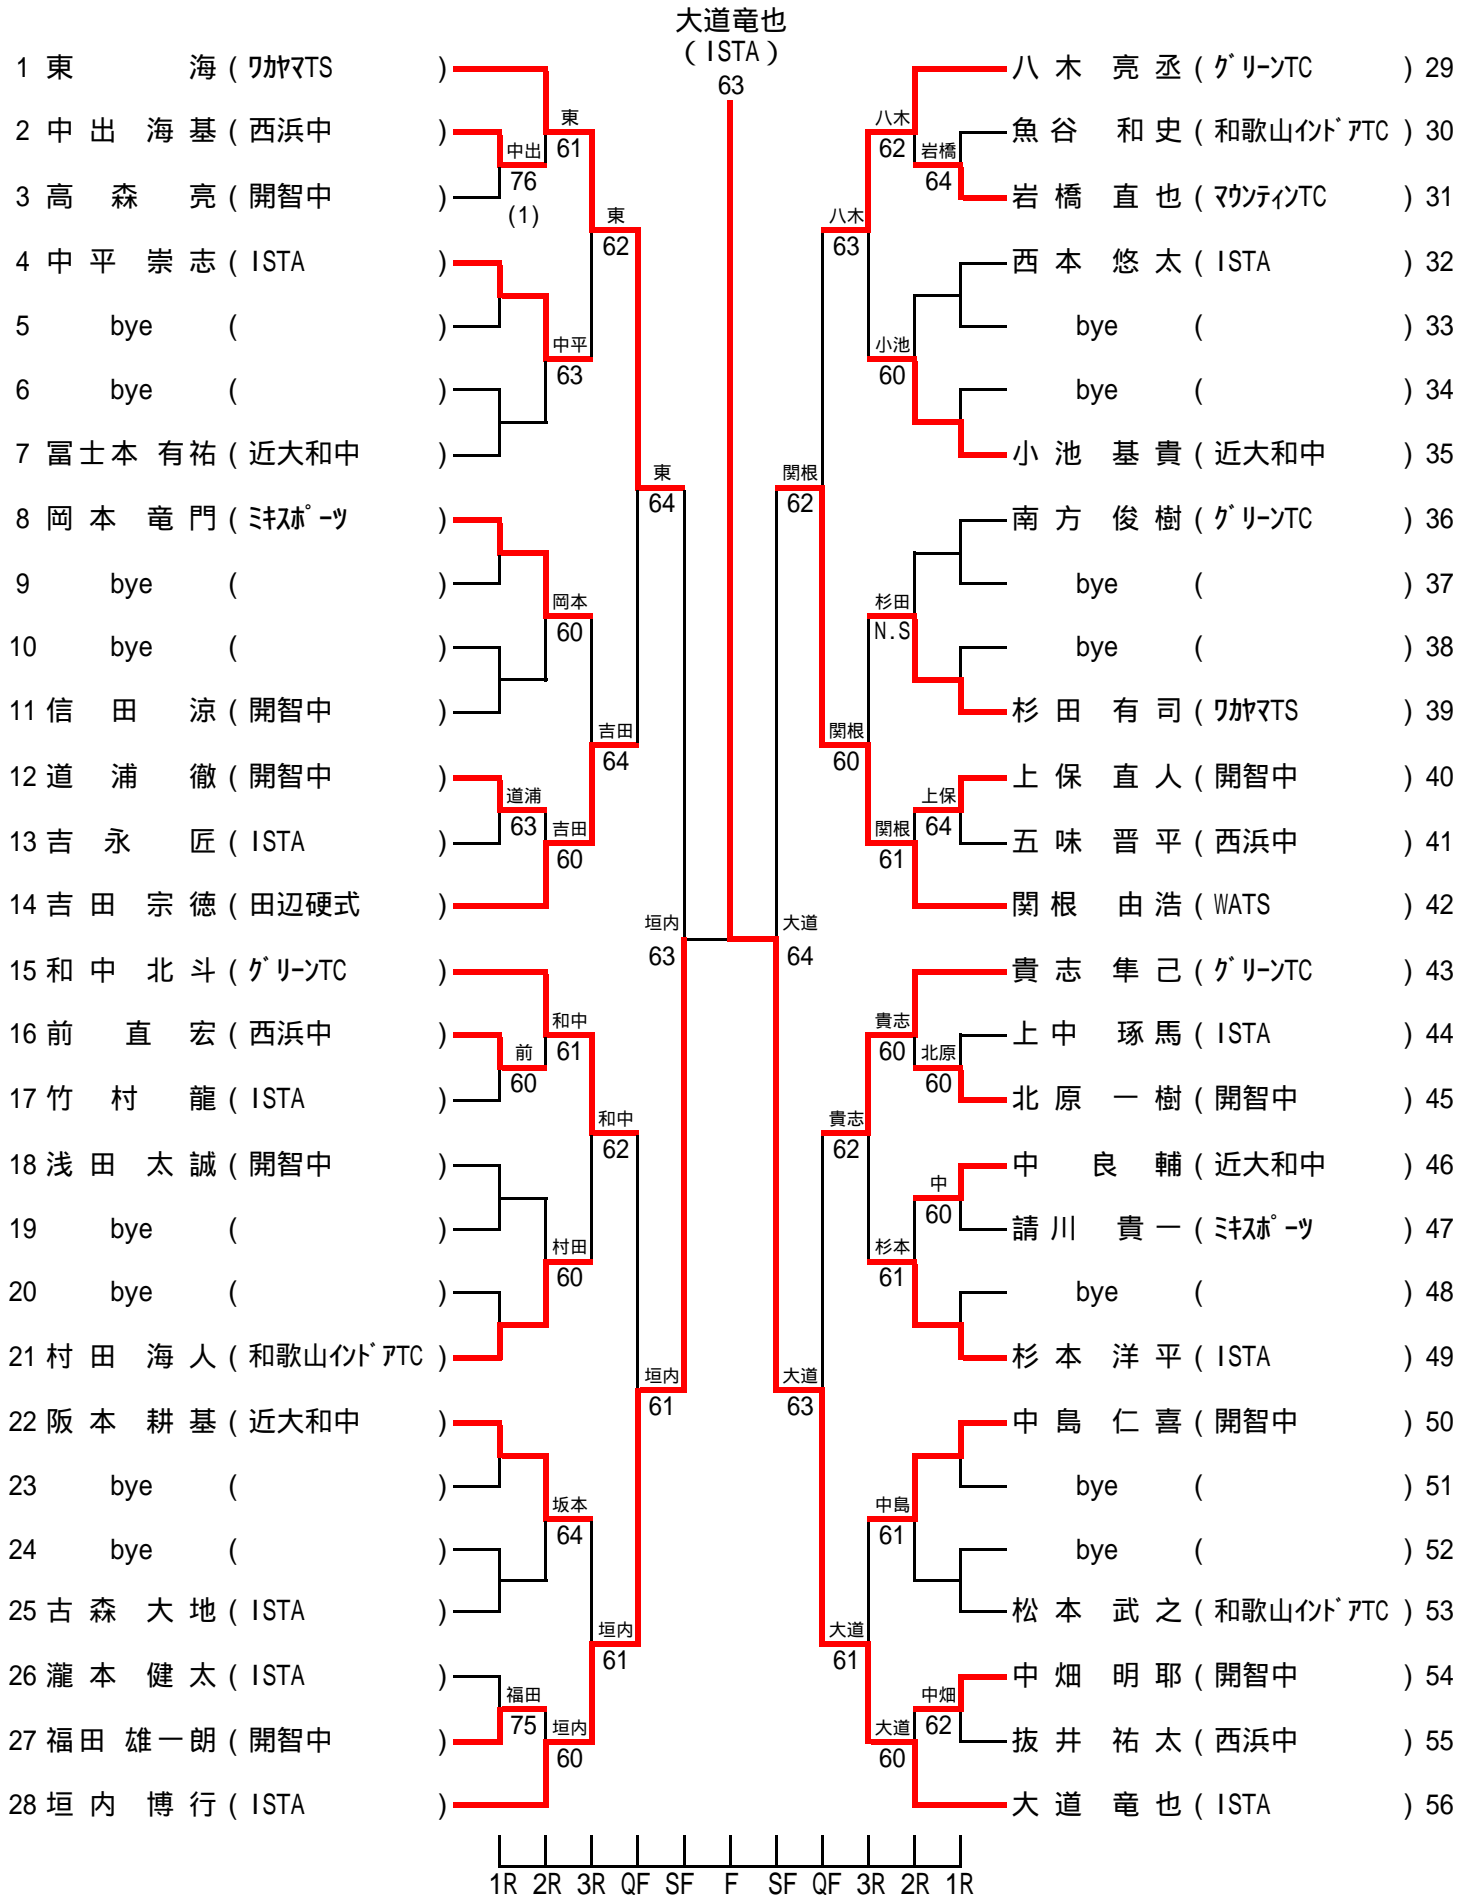 大道竜也
(ISTA)
63
1 東 海 (ワカヤマTS)
2 中出 海基 (西浜中)
3 高森 亮 (開智中)
4 中平 崇志 (ISTA)
5 bye ( )
6 bye ( )
7 冨士本 有祐 (近大和中)
8 岡本 竜門 (ミキスポーツ)
9 bye ( )
10 bye ( )
11 信田 涼 (開智中)
12 道浦 徹 (開智中)
13 吉永 匠 (ISTA)
14 吉田 宗徳 (田辺硬式)
15 和中 北斗 (グリーンTC)
16 前 直宏 (西浜中)
17 竹村 龍 (ISTA)
18 浅田 太誠 (開智中)
19 bye ( )
20 bye ( )
21 村田 海人 (和歌山インドアTC)
22 阪本 耕基 (近大和中)
23 bye ( )
24 bye ( )
25 古森 大地 (ISTA)
26 瀧本 健太 (ISTA)
27 福田 雄一朗 (開智中)
28 垣内 博行 (ISTA)
中出
76
(1)
道浦
63
前
60
福田
75
東
61
中平
63
岡本
60
吉田
60
和中
61
村田
60
坂本
64
垣内
60
東
62
吉田
64
和中
62
垣内
61
東
64
垣内
61
垣内
63
大道
64
関根
62
大道
63
八木
63
関根
60
貴志
62
大道
61
八木
62
小池
60
杉田
N.S
関根
61
貴志
60
杉本
61
中島
61
大道
60
岩橋
64
上保
64
北原
60
中
60
中畑
62
八木 亮丞 (グリーンTC) 29
魚谷 和史 (和歌山インドアTC) 30
岩橋 直也 (マウンティンTC) 31
西本 悠太 (ISTA) 32
bye ( ) 33
bye ( ) 34
小池 基貴 (近大和中) 35
南方 俊樹 (グリーンTC) 36
bye ( ) 37
bye ( ) 38
杉田 有司 (ワカヤマTS) 39
上保 直人 (開智中) 40
五味 晋平 (西浜中) 41
関根 由浩 (WATS) 42
貴志 隼己 (グリーンTC) 43
上中 琢馬 (ISTA) 44
北原 一樹 (開智中) 45
中 良輔 (近大和中) 46
請川 貴一 (ミキスポーツ) 47
bye ( ) 48
杉本 洋平 (ISTA) 49
中島 仁喜 (開智中) 50
bye ( ) 51
bye ( ) 52
松本 武之 (和歌山インドアTC) 53
中畑 明耶 (開智中) 54
抜井 祐太 (西浜中) 55
大道 竜也 (ISTA) 56
1R 2R 3R QF SF F SF QF 3R 2R 1R